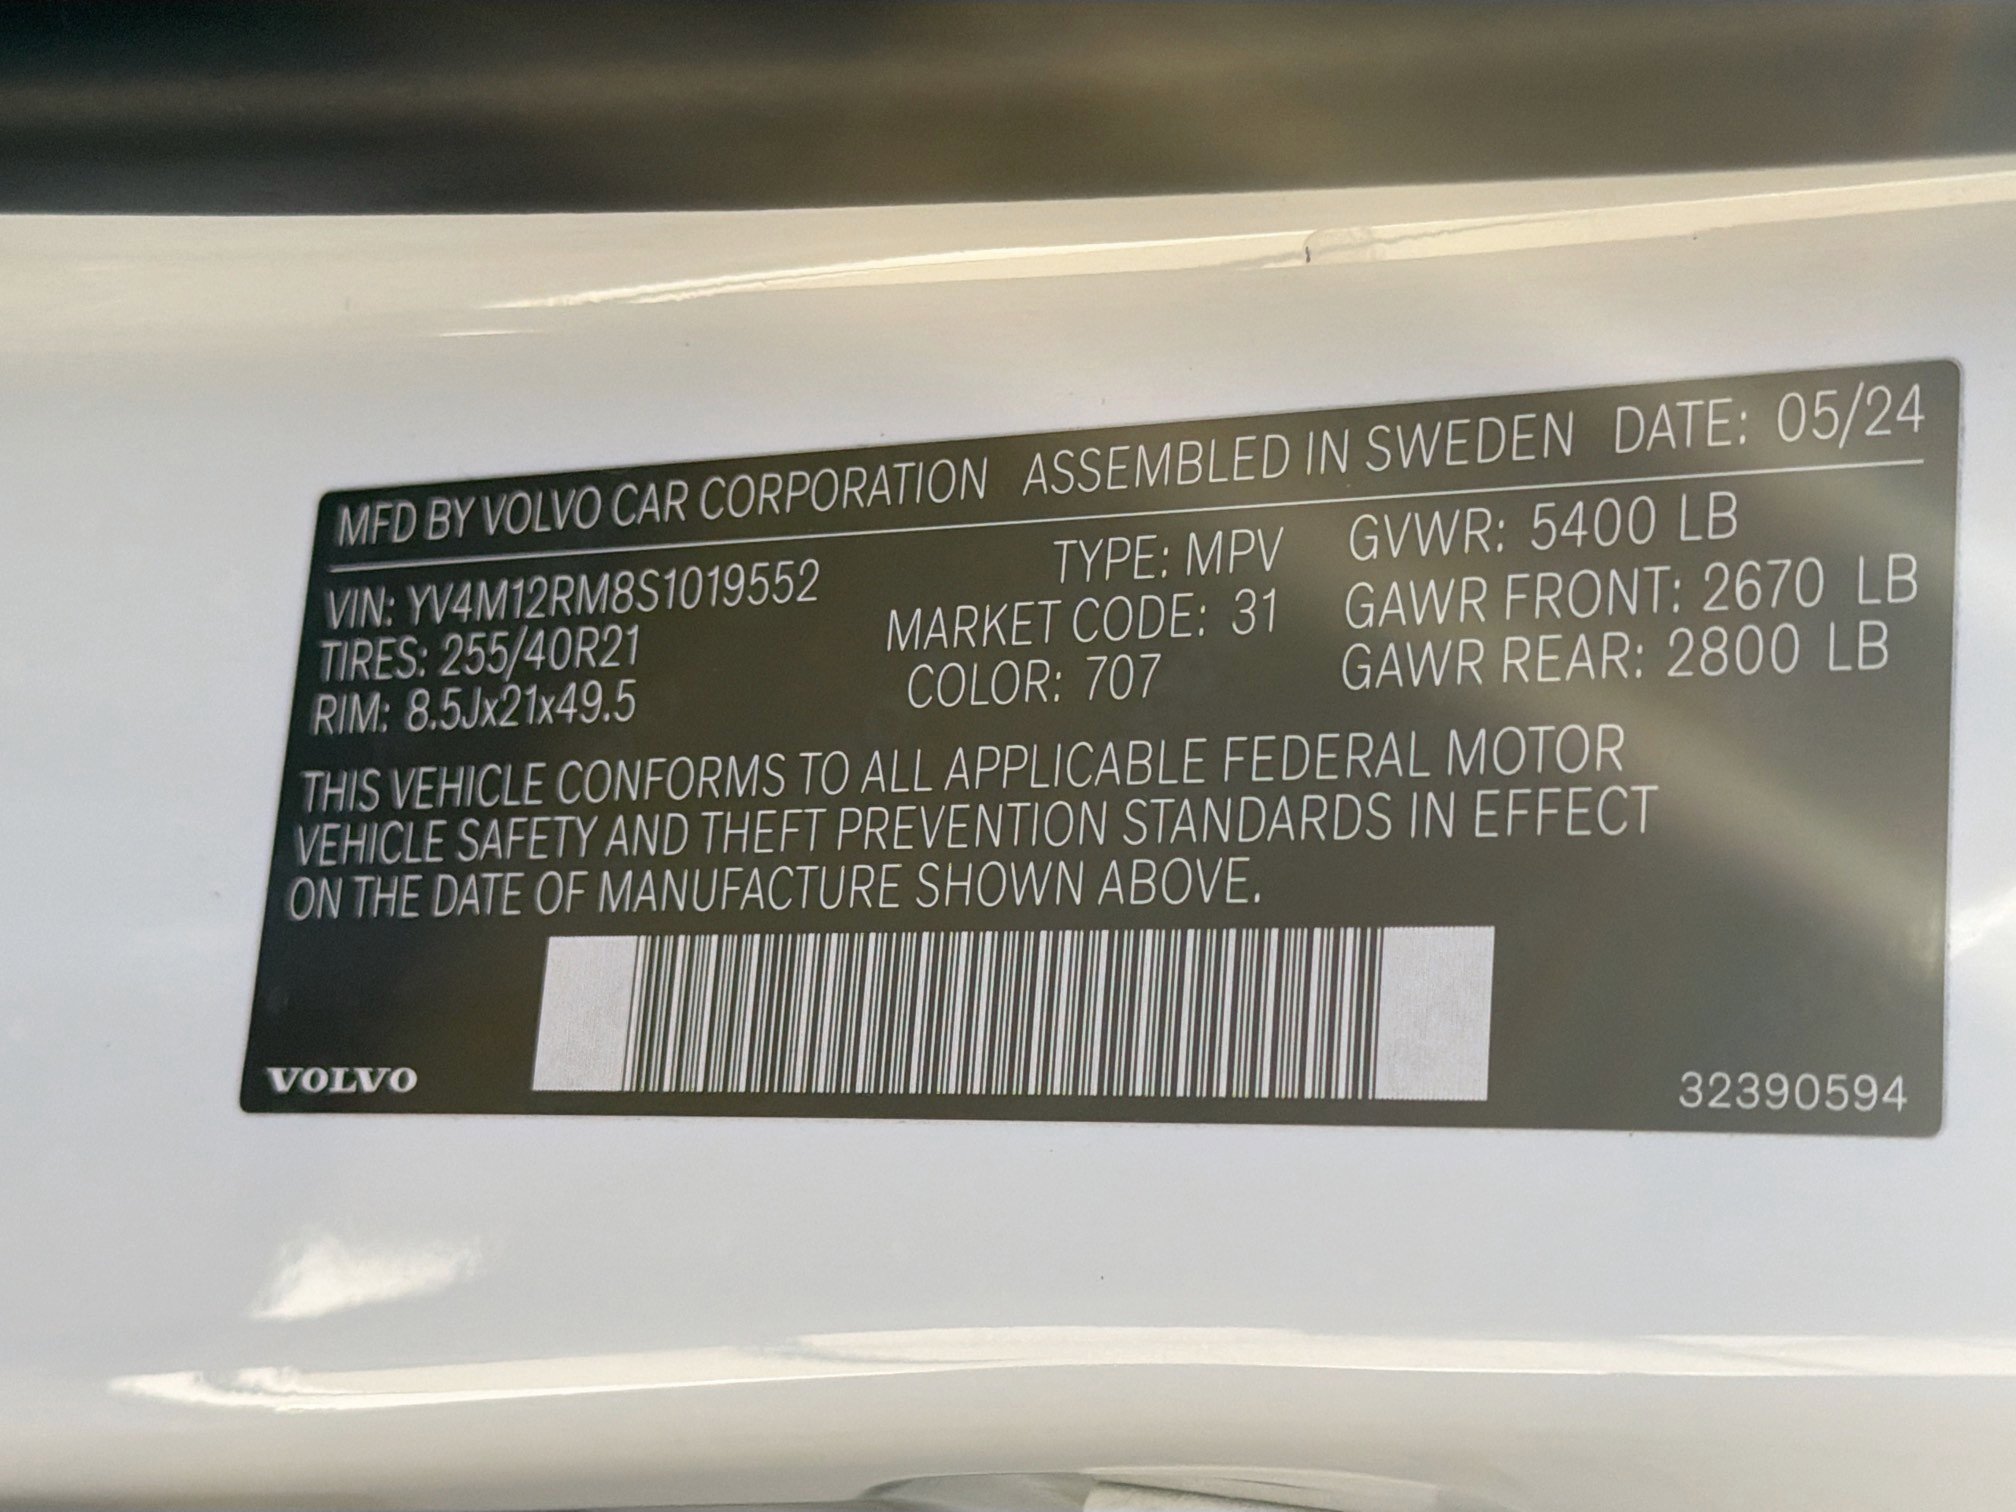 MFD BY VOLVO CAR CORPORATION ASSEMBLED IN SWEDEN DATE: 05/24
VIN: YV4M12RM8S1019552 TYPE: MPV GVWR: 5400 LB
TIRES: 255/40R21 MARKET CODE: 31 GAWR FRONT: 2670 LB
RIM: 8.5Jx21x49.5 COLOR: 707 GAWR REAR: 2800 LB
THIS VEHICLE CONFORMS TO ALL APPLICABLE FEDERAL MOTOR
VEHICLE SAFETY AND THEFT PREVENTION STANDARDS IN EFFECT
ON THE DATE OF MANUFACTURE SHOWN ABOVE.
VOLVO 32390594